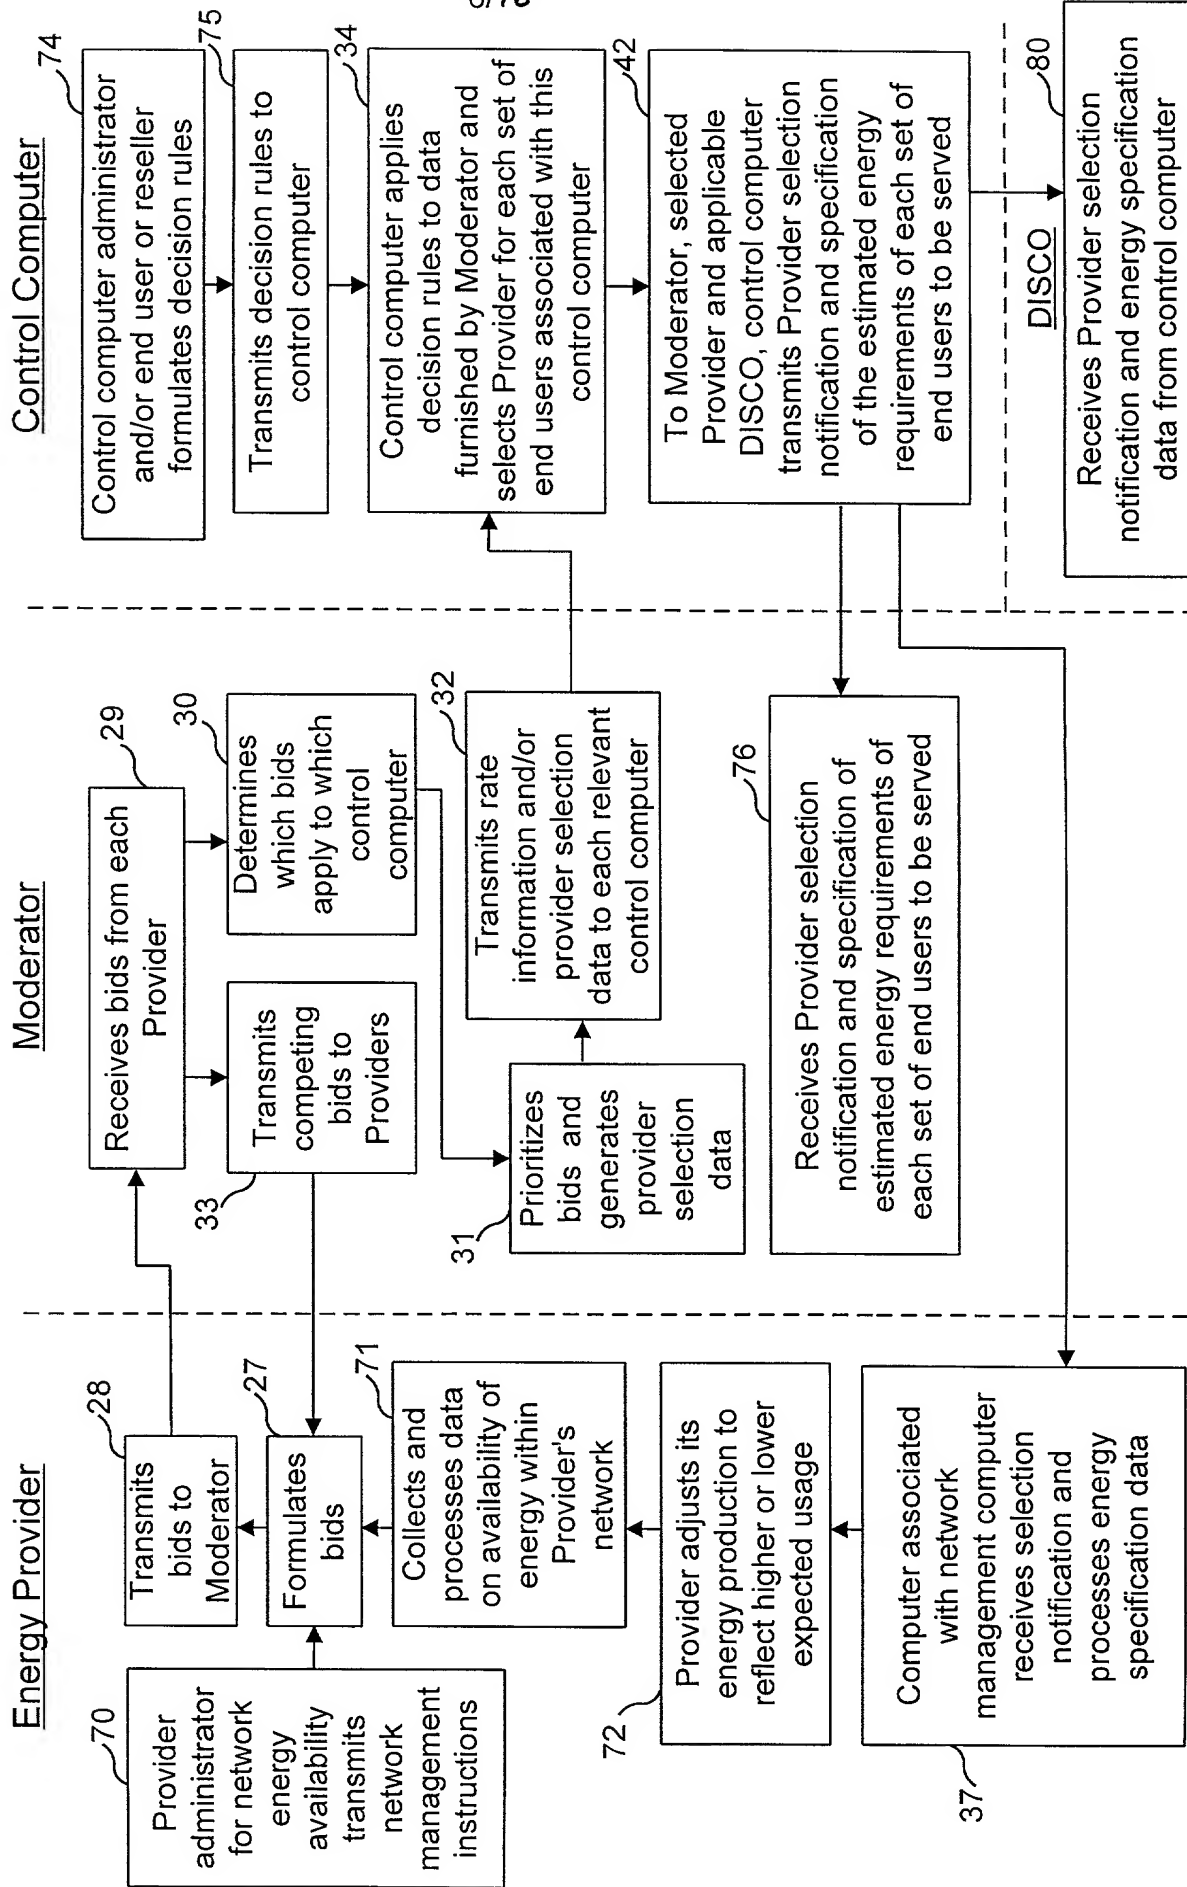 Energy Provider
70
Provider
administrator
for network
energy
availability
transmits
network
management
instructions
28
Transmits
bids to
Moderator
27
Formulates
bids
71
Collects and
processes data
on availability of
energy within
Provider's
network
72
Provider adjusts its
energy production to
reflect higher or lower
expected usage
37
Computer associated
with network
management computer
receives selection
notification and
processes energy
specification data
Moderator
29
Receives bids from each
Provider
33
Transmits
competing
bids to
Providers
30
Determines
which bids
apply to which
control
computer
31
Prioritizes
bids and
generates
provider
selection
data
32
Transmits rate
information and/or
provider selection
data to each relevant
control computer
76
Receives Provider selection
notification and specification of
estimated energy requirements of
each set of end users to be served
Control Computer
74
Control computer administrator
and/or end user or reseller
formulates decision rules
75
Transmits decision rules to
control computer
34
Control computer applies
decision rules to data
furnished by Moderator and
selects Provider for each set of
end users associated with this
control computer
42
To Moderator, selected
Provider and applicable
DISCO, control computer
transmits Provider selection
notification and specification
of the estimated energy
requirements of each set of
end users to be served
DISCO
80
Receives Provider selection
notification and energy specification
data from control computer